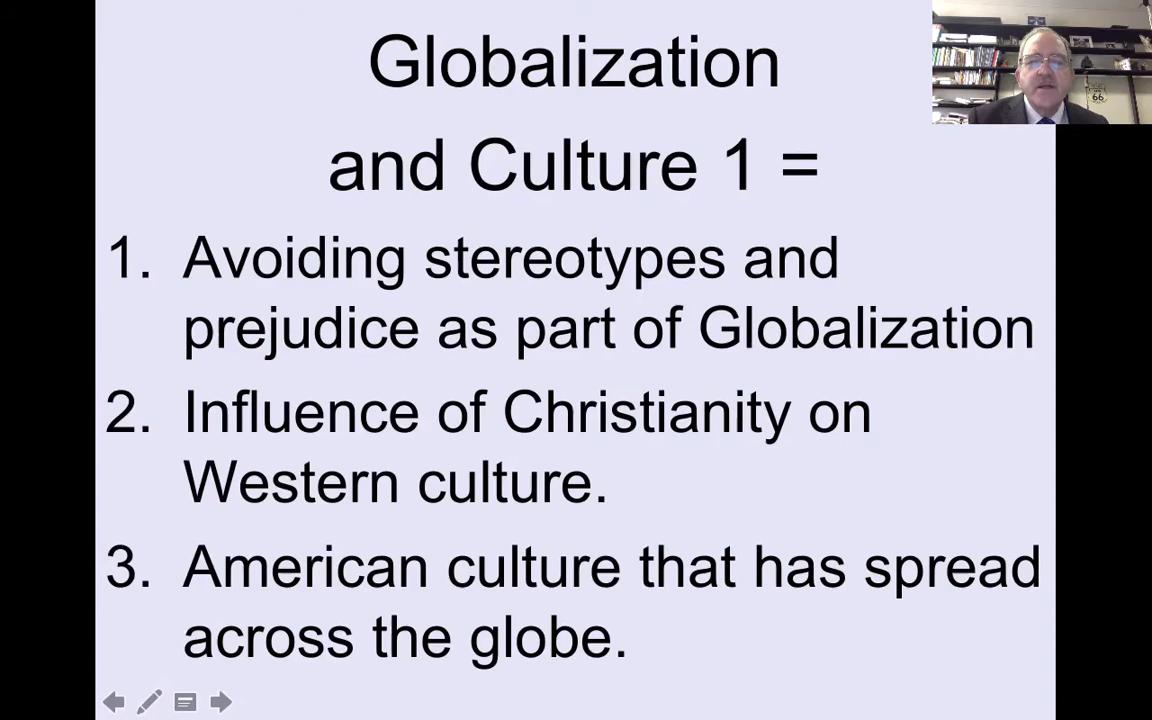 Globalization
and Culture 1 =
1. Avoiding stereotypes and
prejudice as part of Globalization
2. Influence of Christianity on
Western culture.
3. American culture that has spread
across the globe.
66